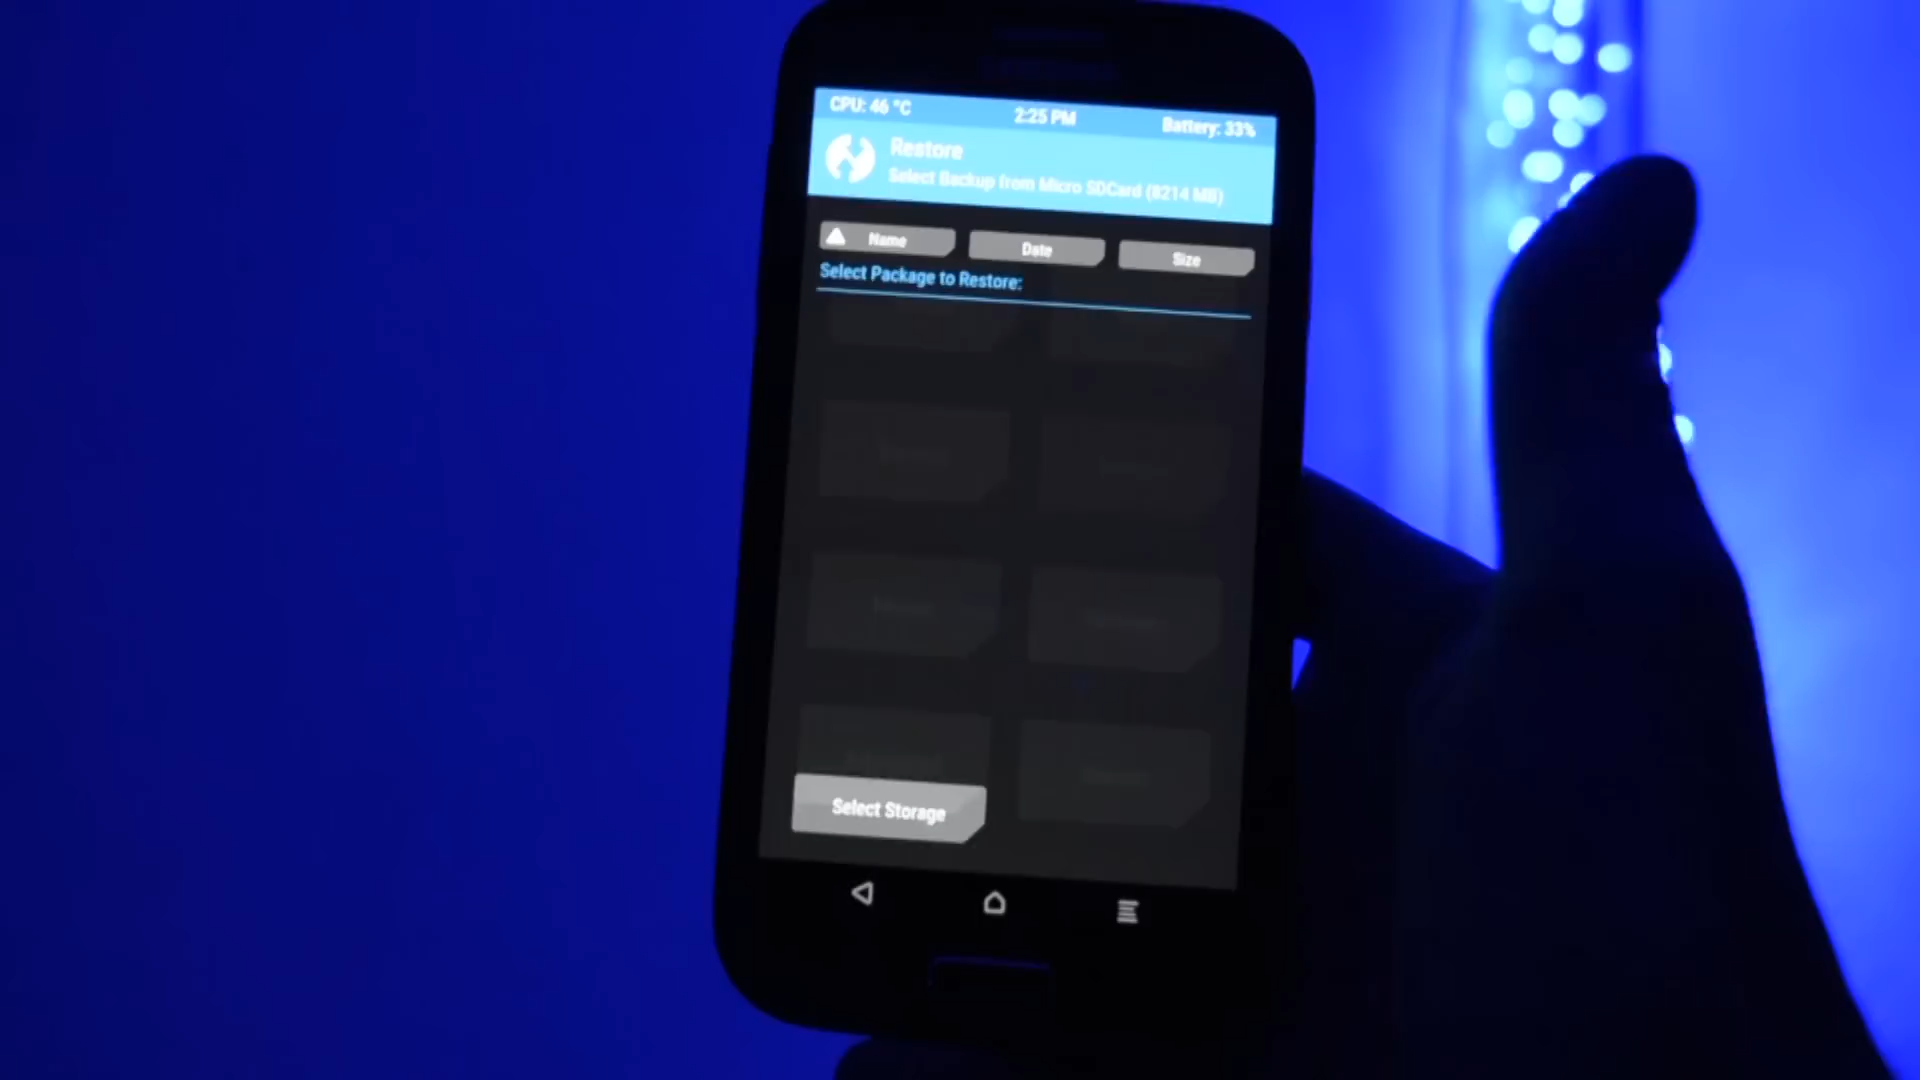 CPU: 46 °C
2:25 PM
Battery: 33%
Restore
Select Backup from Micro SDCard (8214 MB)
Name
Date
Size
Select Package to Restore:
Select Storage